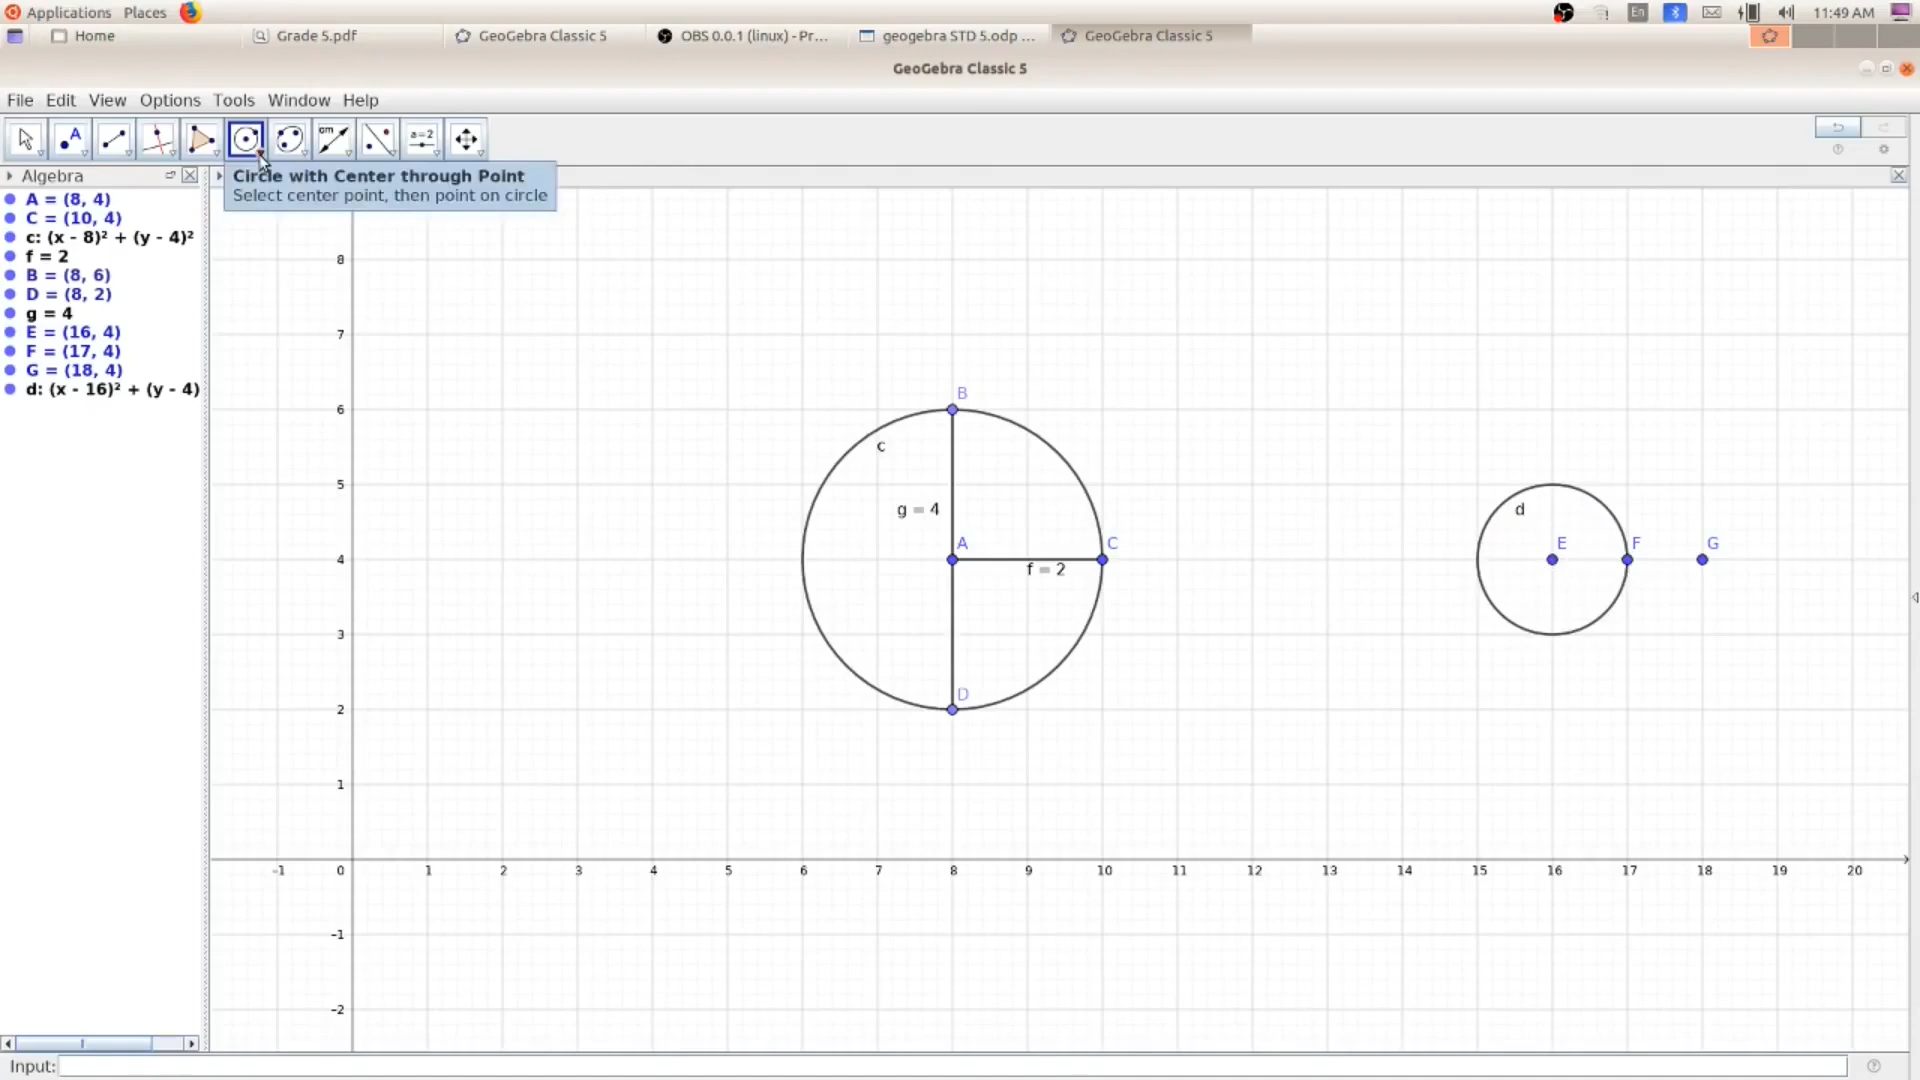 Applications Places En 11:49 AM
Home Grade 5.pdf GeoGebra Classic 5 OBS 0.0.1 (linux) - Pr... geogebra STD 5.odp ... GeoGebra Classic 5
GeoGebra Classic 5
File Edit View Options Tools Window Help
A cm a=2
Algebra
Circle with Center through Point
Select center point, then point on circle
A = (8, 4)
C = (10, 4)
c: (x - 8)² + (y - 4)²
f = 2
B = (8, 6)
D = (8, 2)
g = 4
E = (16, 4)
F = (17, 4)
G = (18, 4)
d: (x - 16)² + (y - 4)
8
7
B
6
c
5
g = 4
d
A C E F G
4
f = 2
3
D
2
1
-1 0 1 2 3 4 5 6 7 8 9 10 11 12 13 14 15 16 17 18 19 20
-1
-2
Input: